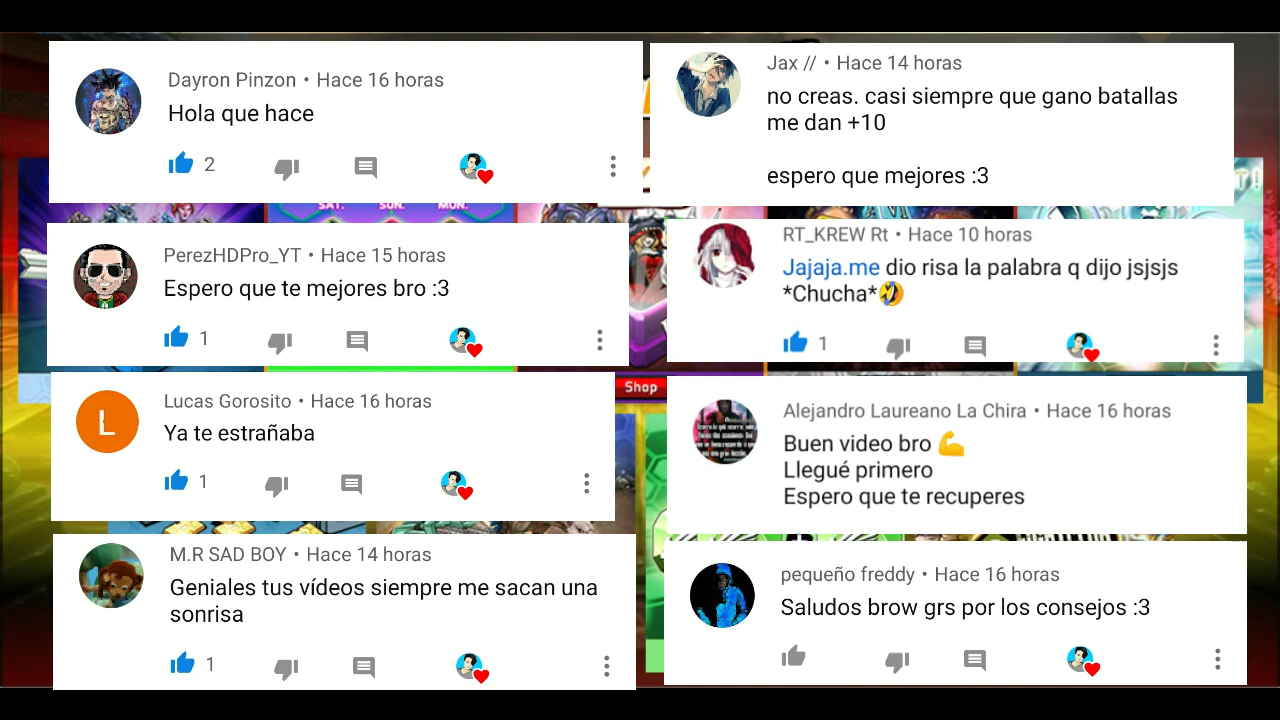 Dayron Pinzon • Hace 16 horas
Hola que hace
2
PerezHDPro_YT • Hace 15 horas
Espero que te mejores bro :3
1
Lucas Gorosito • Hace 16 horas
Ya te estrañaba
1
L
M.R SAD BOY • Hace 14 horas
Geniales tus vídeos siempre me sacan una
sonrisa
1
Jax // • Hace 14 horas
no creas. casi siempre que gano batallas
me dan +10
espero que mejores :3
RT_KREW Rt • Hace 10 horas
Jajaja.me dio risa la palabra q dijo jsjsjs
*Chucha*🤣
1
Alejandro Laureano La Chira • Hace 16 horas
Buen video bro 💪
Llegué primero
Espero que te recuperes
pequeño freddy • Hace 16 horas
Saludos brow grs por los consejos :3
SAT. SUN. MON.
Shop